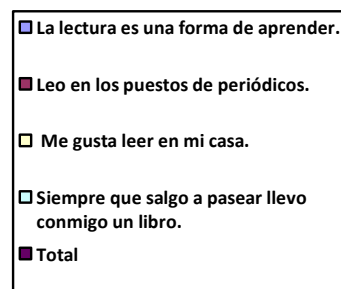 La lectura es una forma de aprender.
Leo en los puestos de periódicos.
Me gusta leer en mi casa.
Siempre que salgo a pasear llevo
conmigo un libro.
Total